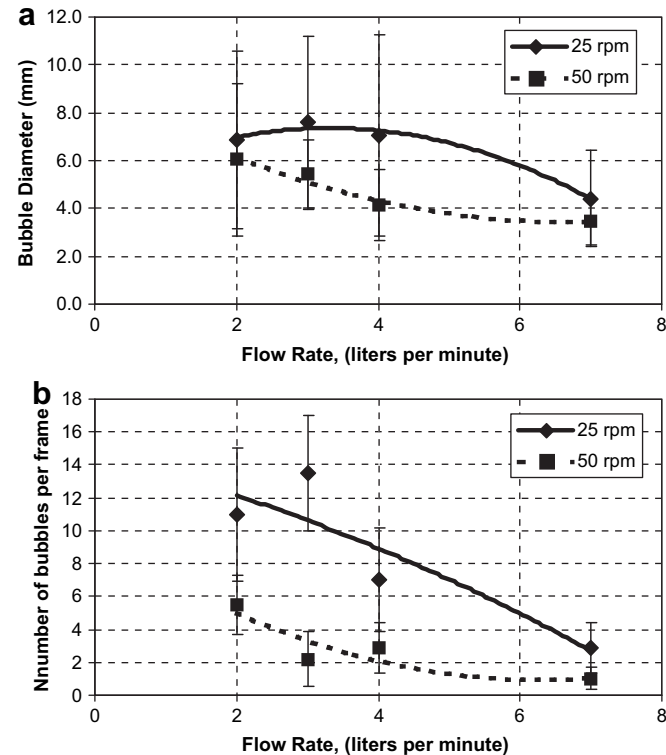 a
12.0
10.0
8.0
6.0
4.0
2.0
0.0
Bubble Diameter (mm)
25 rpm
50 rpm
0 2 4 6 8
Flow Rate, (liters per minute)
b
18
16
14
12
10
8
6
4
2
0
Nnumber of bubbles per frame
25 rpm
50 rpm
0 2 4 6 8
Flow Rate, (liters per minute)